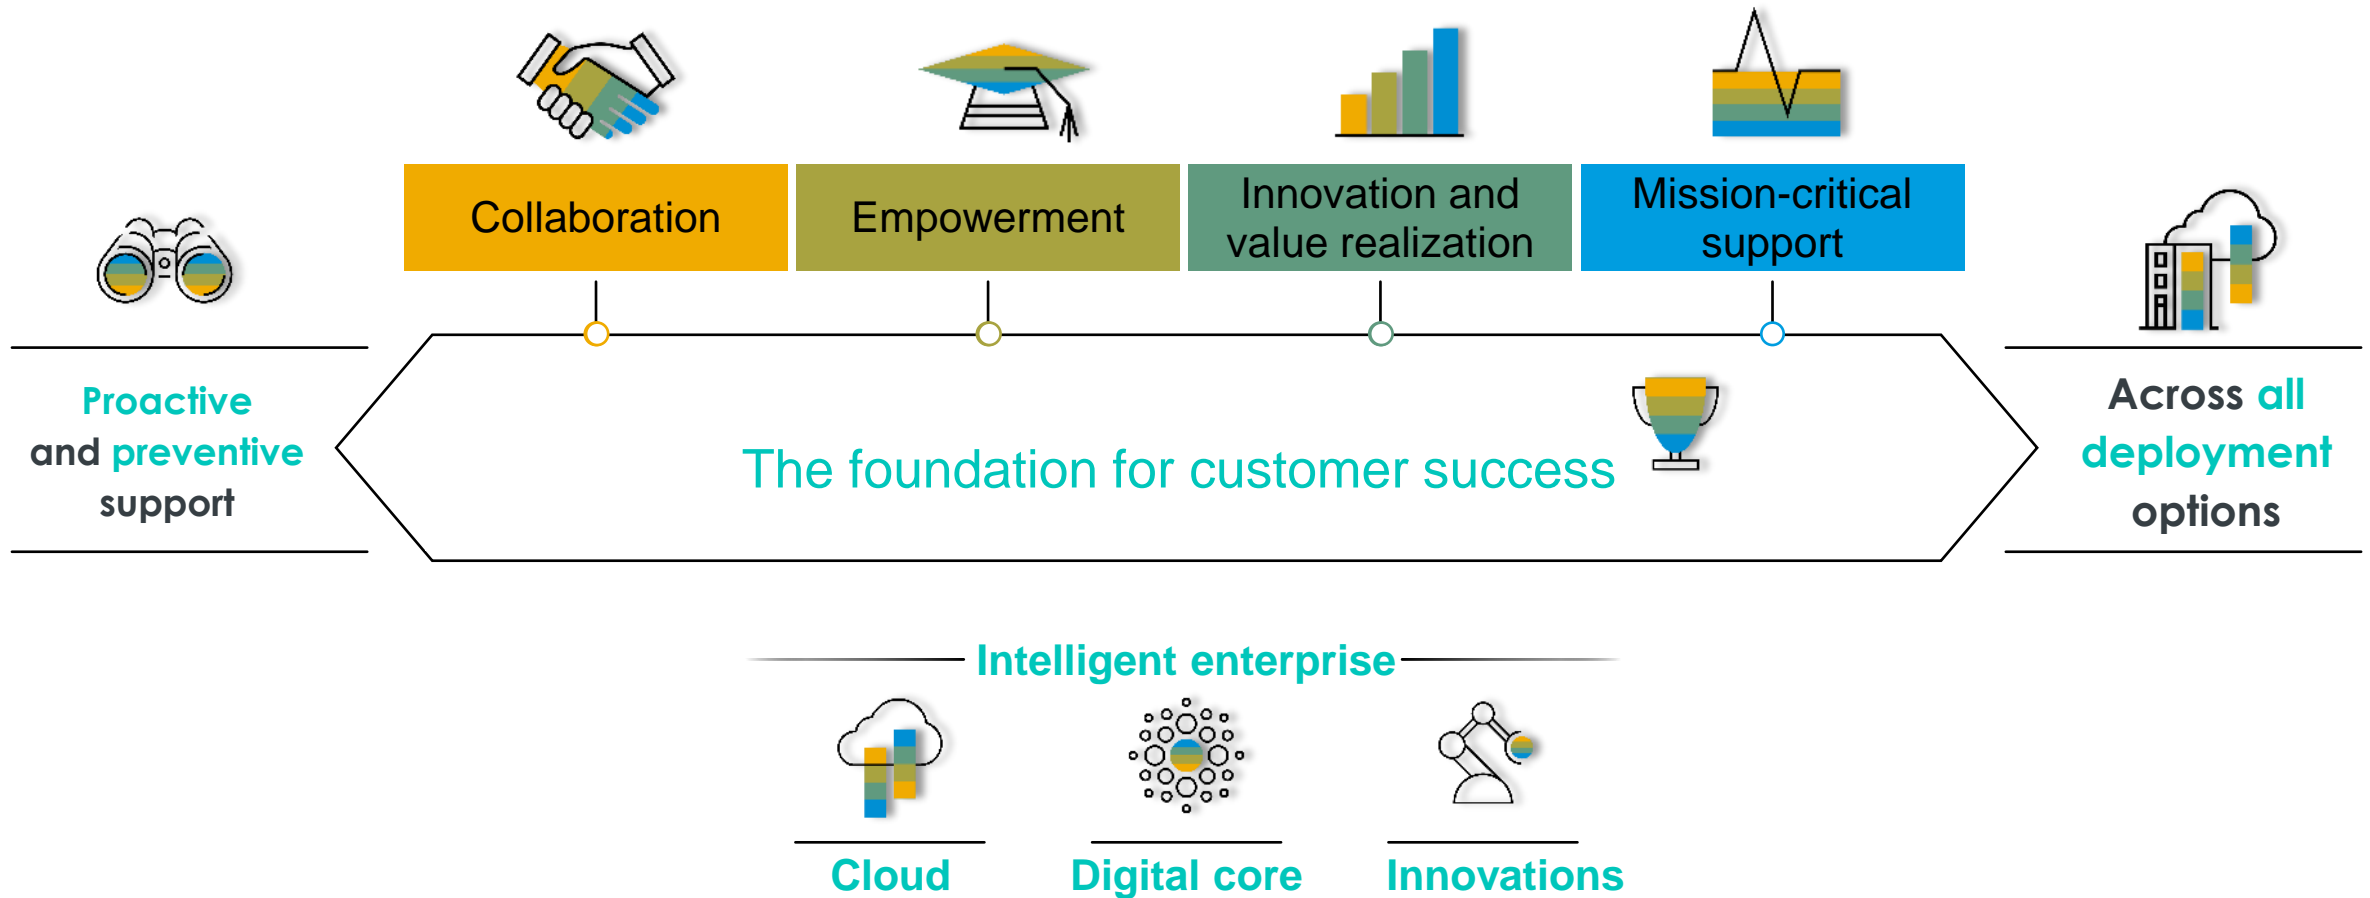 Collaboration
Empowerment
Innovation and
value realization
Mission-critical
support
Proactive
and preventive
support
The foundation for customer success
Across all
deployment
options
Intelligent enterprise
Cloud
Digital core
Innovations